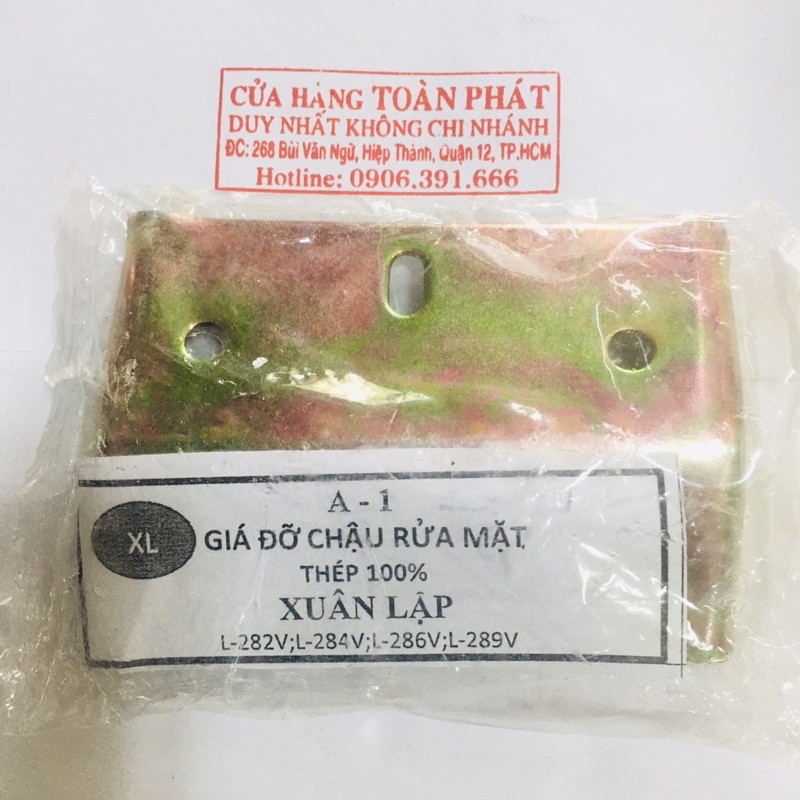 CỬA HÀNG TOÀN PHÁT
DUY NHẤT KHÔNG CHI NHÁNH
ĐC: 268 Bùi Văn Ngữ, Hiệp Thành, Quận 12, TP.HCM
Hotline: 0906.391.666
A - 1
XL
GIÁ ĐỠ CHẬU RỬA MẶT
THÉP 100%
XUÂN LẬP
L-282V;L-284V;L-286V;L-289V